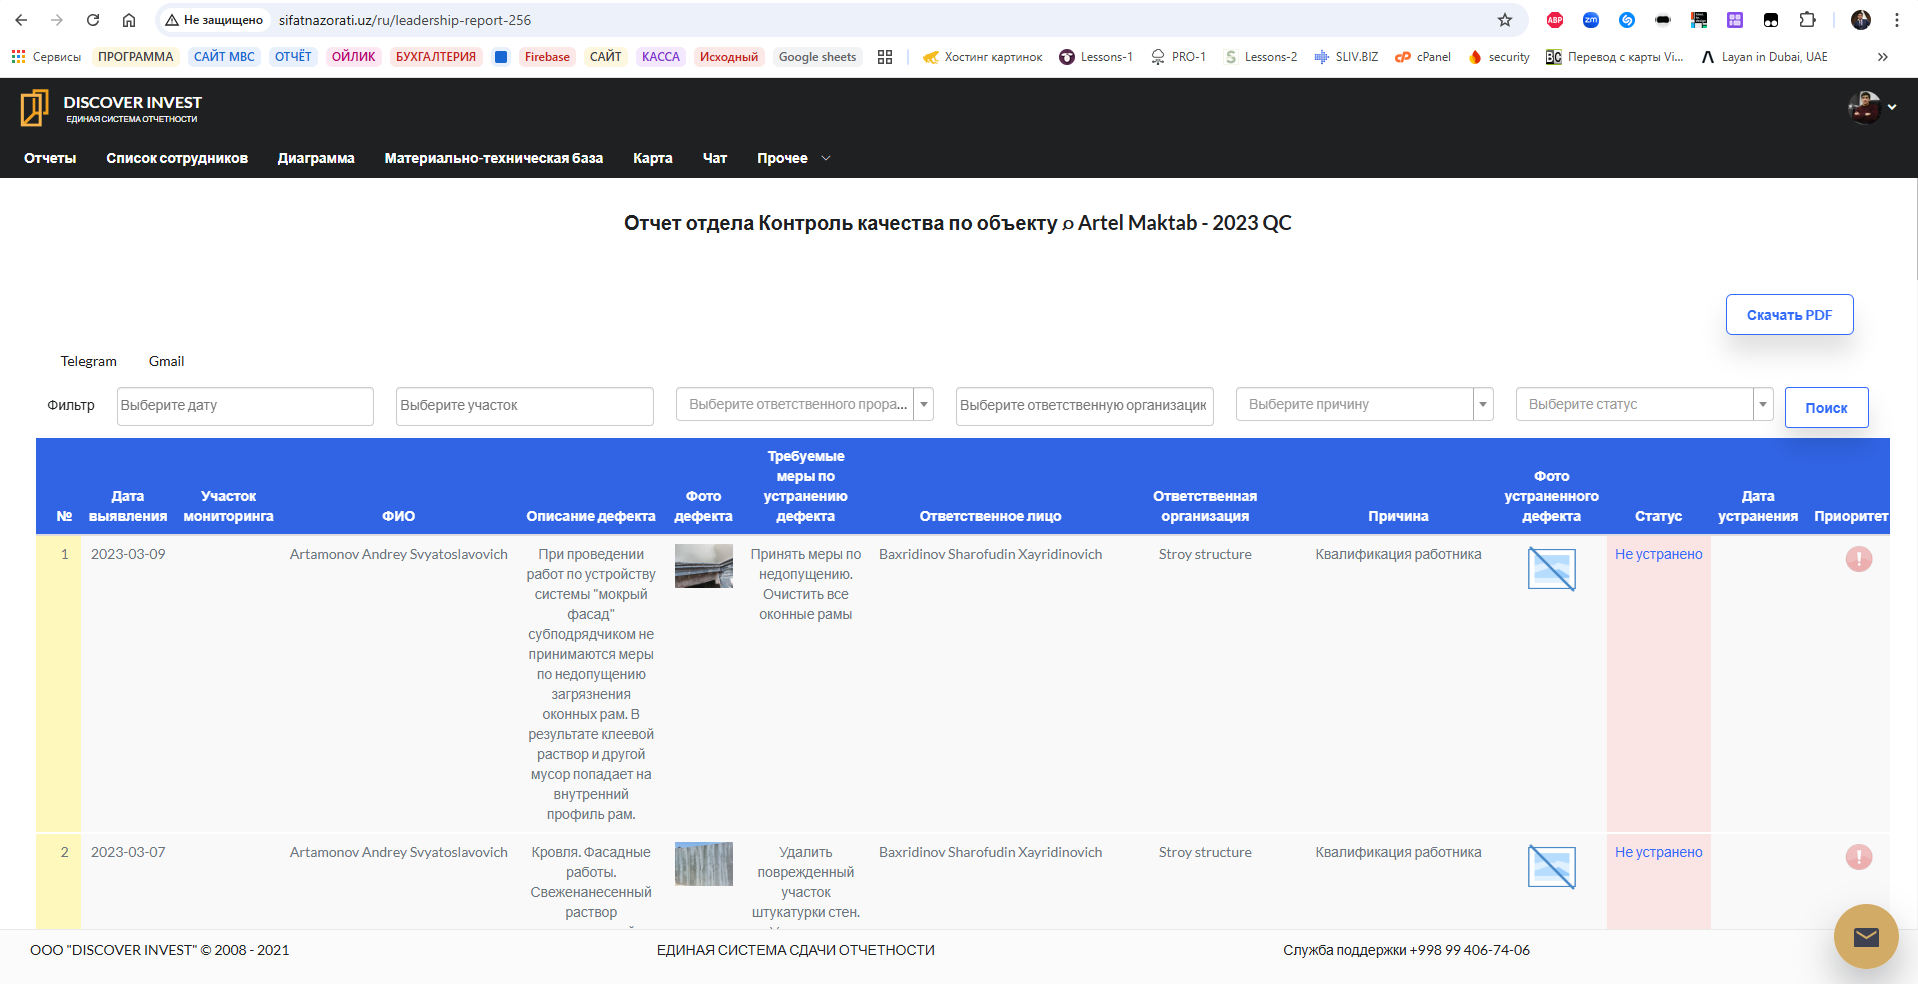 Не защищено
sifatnazorati.uz/ru/leadership-report-256
ABP
zm
Сервисы
ПРОГРАММА
САЙТ МВС
ОТЧЁТ
ОЙЛИК
БУХГАЛТЕРИЯ
Firebase
САЙТ
КАССА
Исходный
Google sheets
Хостинг картинок
Lessons-1
PRO-1
S
Lessons-2
SLIV.BIZ
cP
cPanel
security
BC
Перевод с карты Vi...
Layan in Dubai, UAE
DISCOVER INVEST
ЕДИНАЯ СИСТЕМА ОТЧЕТНОСТИ
Отчеты
Список сотрудников
Диаграмма
Материально-техническая база
Карта
Чат
Прочее
Отчет отдела Контроль качества по объекту Artel Maktab - 2023 QC
Скачать PDF
Telegram
Gmail
Фильтр
Выберите дату
Выберите участок
Выберите ответственного прора...
Выберите ответственную организацию
Выберите причину
Выберите статус
Поиск
№
Дата
выявления
Участок
мониторинга
ФИО
Описание дефекта
Фото
дефекта
Требуемые
меры по
устранению
дефекта
Ответственное лицо
Ответственная
организация
Причина
Фото
устраненного
дефекта
Статус
Дата
устранения
Приоритет
1
2023-03-09
Artamonov Andrey Svyatoslavovich
При проведении
работ по устройству
системы "мокрый
фасад"
субподрядчиком не
принимаются меры
по недопущению
загрязнения
оконных рам. В
результате клеевой
раствор и другой
мусор попадает на
внутренний
профиль рам.
Принять меры по
недопущению.
Очистить все
оконные рамы
Baxridinov Sharofudin Xayridinovich
Stroy structure
Квалификация работника
Не устранено
2
2023-03-07
Artamonov Andrey Svyatoslavovich
Кровля. Фасадные
работы.
Свеженанесенный
раствор
Удалить
поврежденный
участок
штукатурки стен.
Baxridinov Sharofudin Xayridinovich
Stroy structure
Квалификация работника
Не устранено
ООО "DISCOVER INVEST" © 2008 - 2021
ЕДИНАЯ СИСТЕМА СДАЧИ ОТЧЕТНОСТИ
Служба поддержки +998 99 406-74-06